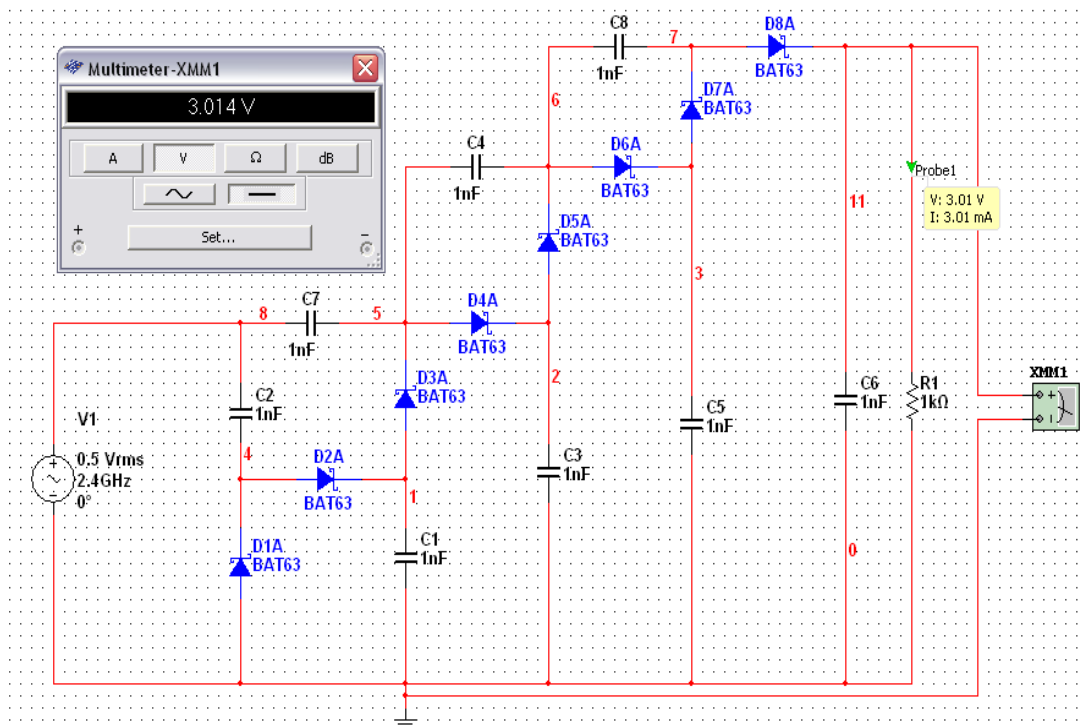 C8
7
D8A
1nF
BAT63
Multimeter-XMM1
3.014 V
A
V
Ω
dB
+
Set...
-
6
D7A
BAT63
C4
D6A
1nF
BAT63
Probe1
V: 3.01 V
I: 3.01 mA
11
D5A
BAT63
3
8
C7
5
D4A
1nF
BAT63
2
D3A
BAT63
C2
1nF
C5
1nF
C6
1nF
R1
1kΩ
XMM1
+
V1
0.5 Vrms
2.4GHz
0°
4
D2A
BAT63
1
C3
1nF
D1A
BAT63
C1
1nF
0